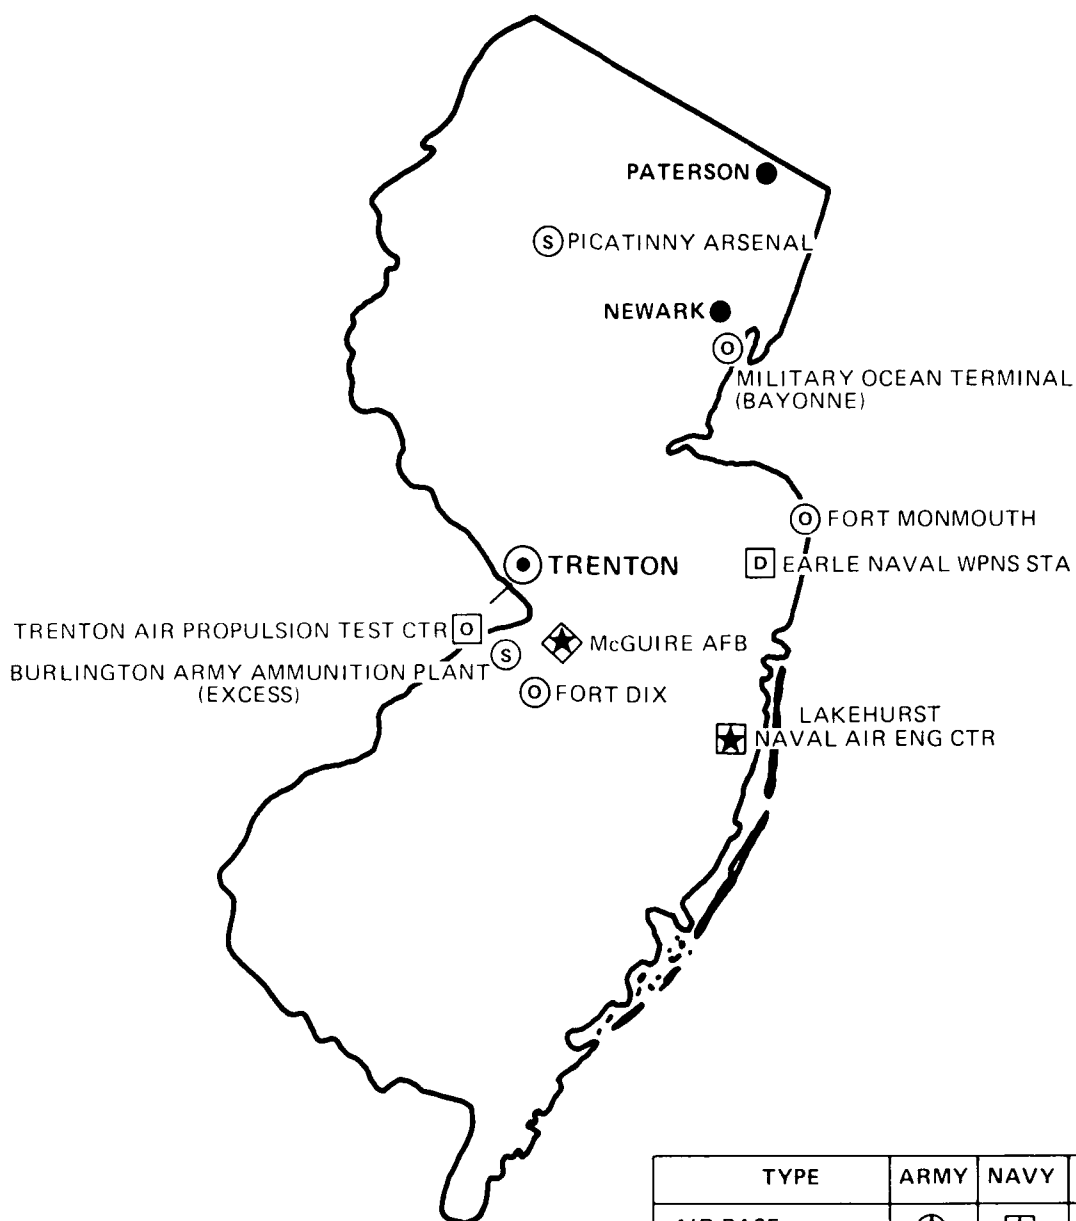 PATERSON
S PICATINNY ARSENAL
NEWARK
O
MILITARY OCEAN TERMINAL
(BAYONNE)
O FORT MONMOUTH
TRENTON
D EARLE NAVAL WPNS STA
TRENTON AIR PROPULSION TEST CTR O
McGUIRE AFB
BURLINGTON ARMY AMMUNITION PLANT S
(EXCESS)
O FORT DIX
LAKEHURST
NAVAL AIR ENG CTR
TYPE ARMY NAVY